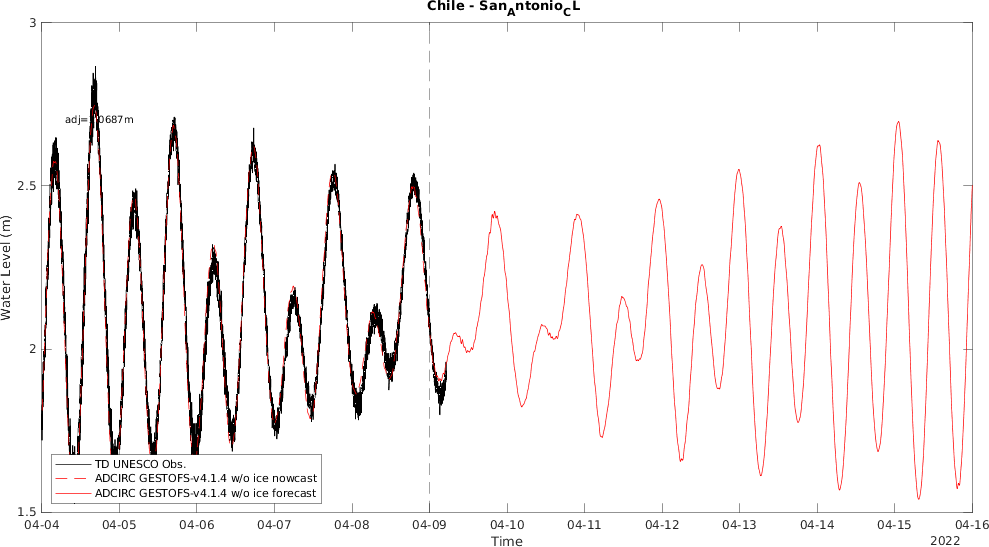 Chile - SanAntonioCL
3
adj= 0687m
2.5
Water Level (m)
2
TD UNESCO Obs.
ADCIRC GESTOFS-v4.1.4 w/o ice nowcast
ADCIRC GESTOFS-v4.1.4 w/o ice forecast
1.5
04-04 04-05 04-06 04-07 04-08 04-09 04-10 04-11 04-12 04-13 04-14 04-15 04-16
Time
2022